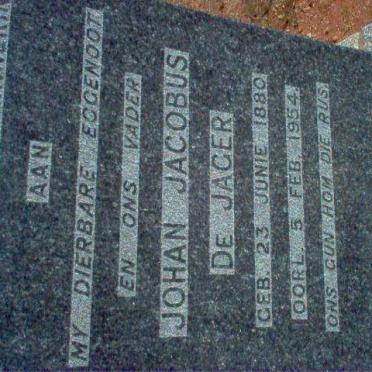 AAN
MY DIERBARE EGGENOOT
EN ONS VADER
JOHAN JACOBUS
DE JAGER
GEB. 23 JUNIE 1880
OORL. 5 FEB. 1954.
ONS GUN HOM DIE RUS